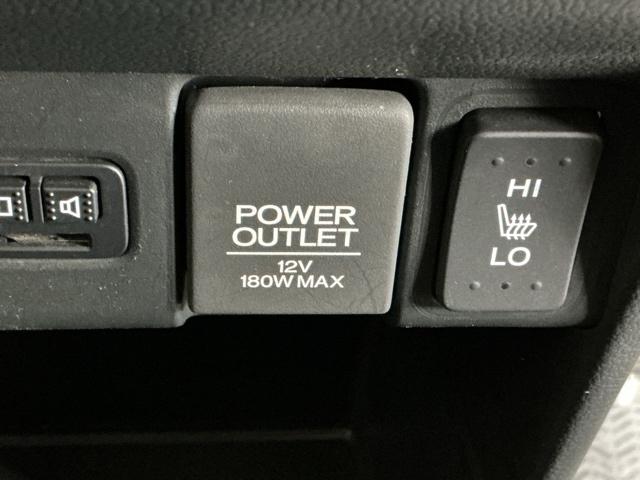 POWER
OUTLET
12V
180W MAX
HI
LO